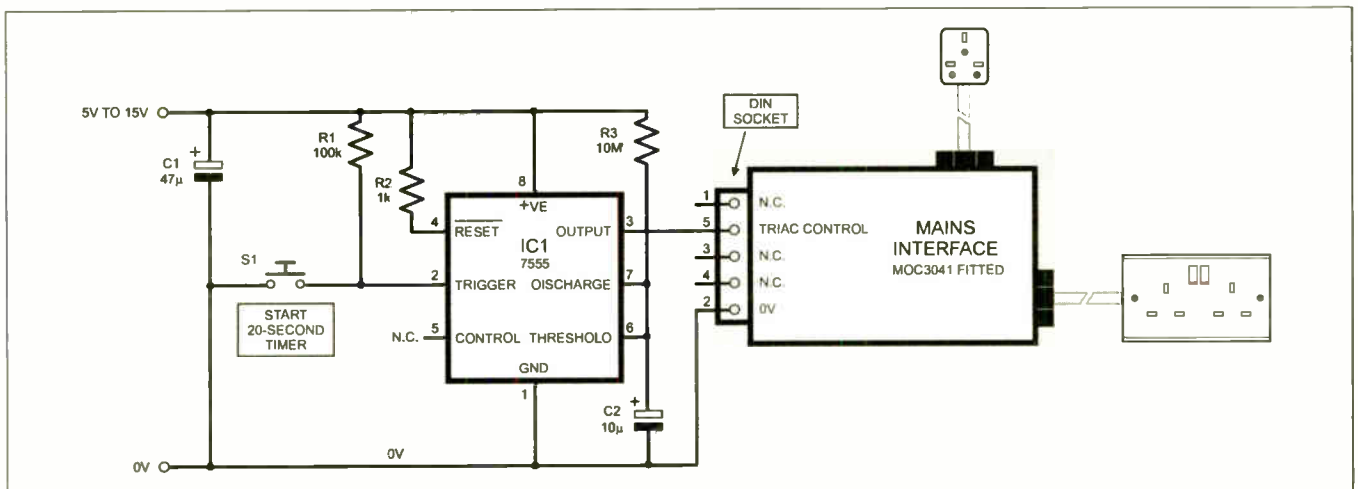 5V TO 15V
C1
47µ
+
R1
100k
R2
1k
R3
10M
8
+VE
4
RESET
OUTPUT
3
IC1
7555
S1
2
TRIGGER
OISCHARGE
7
START
20-SECOND
TIMER
N.C.
5
CONTROL
THRESHOLO
6
GND
1
C2
10µ
+
0V
0V
DIN
SOCKET
1
N.C.
5
TRIAC CONTROL
3
N.C.
4
N.C.
2
0V
MAINS
INTERFACE
MOC3041 FITTED